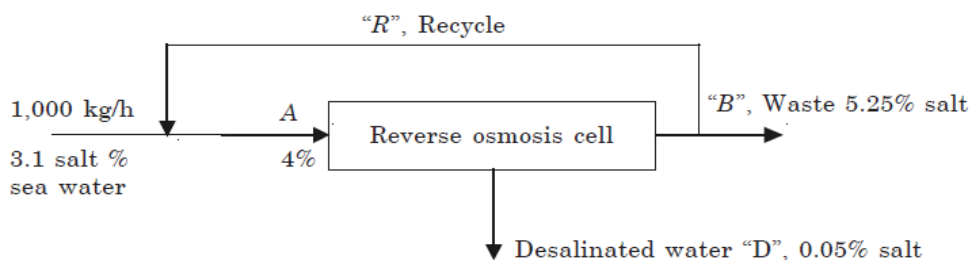 “R”, Recycle
1,000 kg/h
A
“B”, Waste 5.25% salt
Reverse osmosis cell
3.1 salt %
4%
sea water
Desalinated water “D”, 0.05% salt